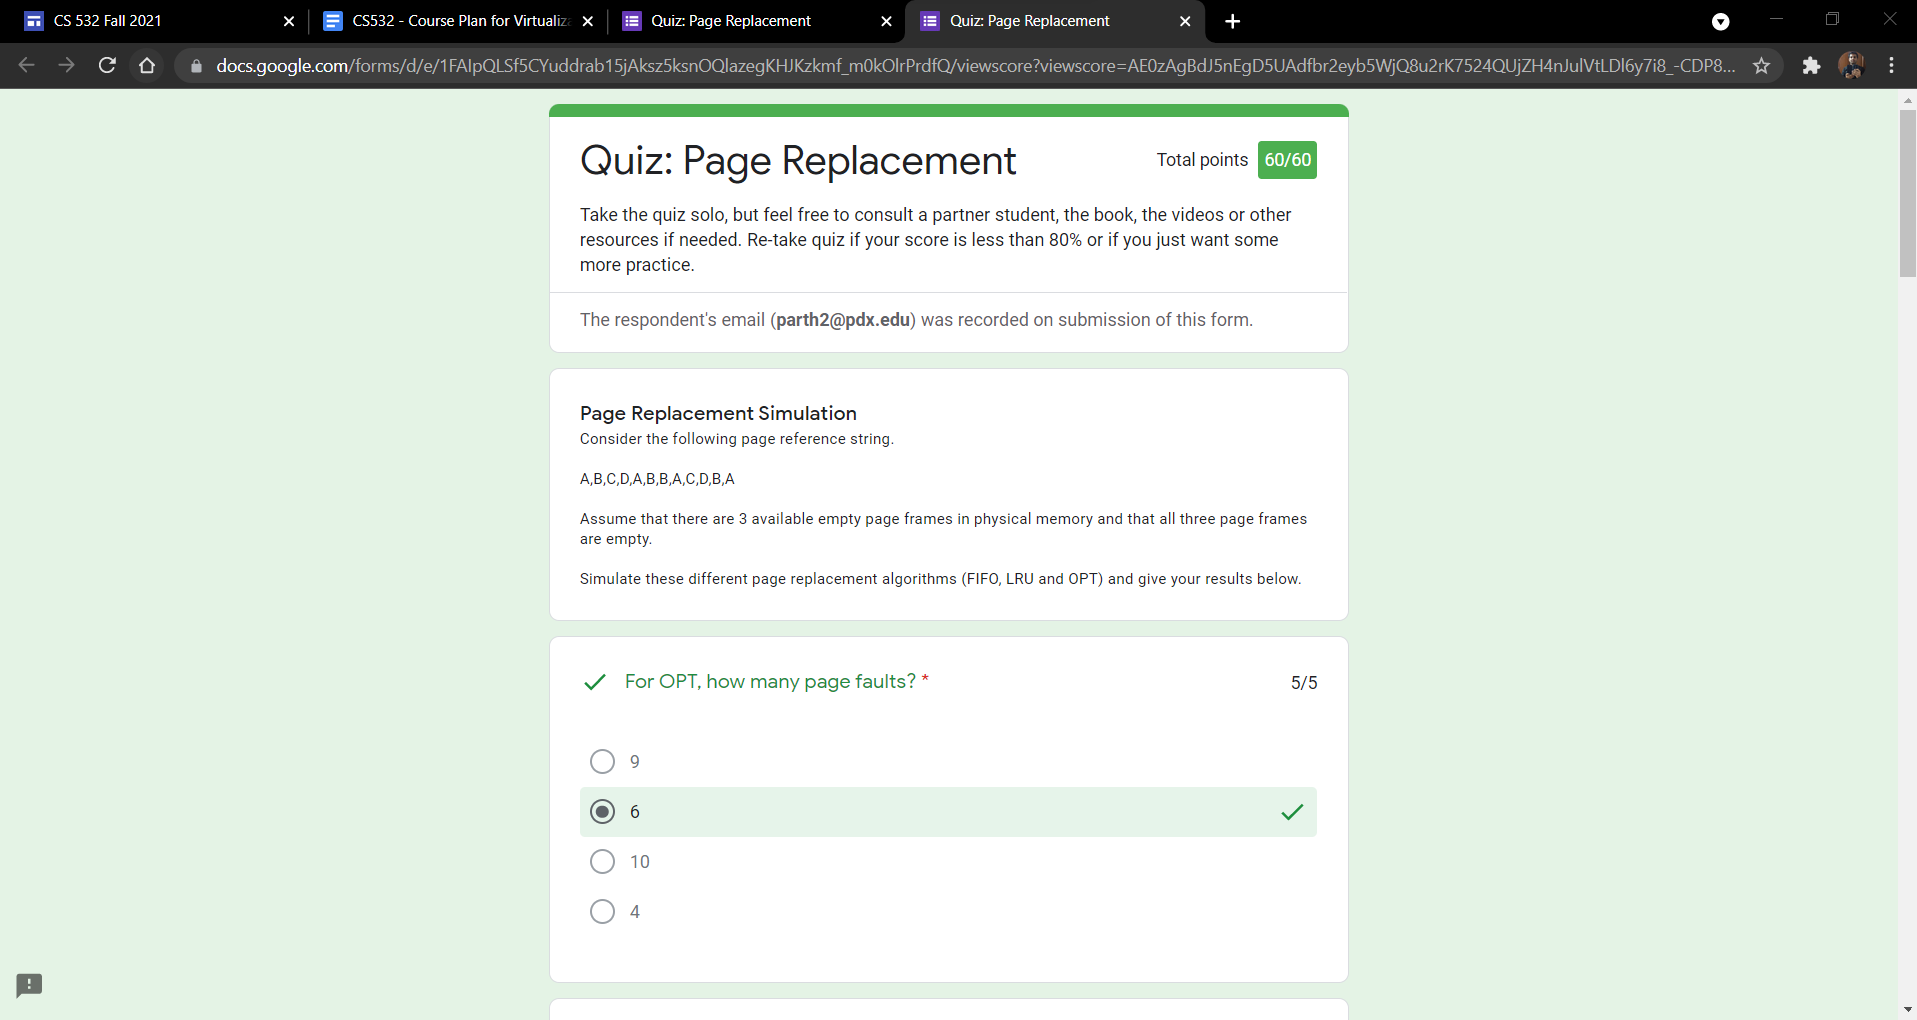 CS 532 Fall 2021
CS532 - Course Plan for Virtualiza
Quiz: Page Replacement
Quiz: Page Replacement
docs.google.com/forms/d/e/1FAIpQLSf5CYuddrab15jAksz5ksnOQlazegKHJKzkmf_m0kOlrPrdfQ/viewscore?viewscore=AE0zAgBdJ5nEgD5UAdfbr2eyb5WjQ8u2rK7524QUjZH4nJulVtLDl6y7i8_-CDP8...
Quiz: Page Replacement
Total points 60/60
Take the quiz solo, but feel free to consult a partner student, the book, the videos or other
resources if needed. Re-take quiz if your score is less than 80% or if you just want some
more practice.
The respondent's email (parth2@pdx.edu) was recorded on submission of this form.
Page Replacement Simulation
Consider the following page reference string.
A,B,C,D,A,B,B,A,C,D,B,A
Assume that there are 3 available empty page frames in physical memory and that all three page frames
are empty.
Simulate these different page replacement algorithms (FIFO, LRU and OPT) and give your results below.
For OPT, how many page faults? *
5/5
9
6
10
4